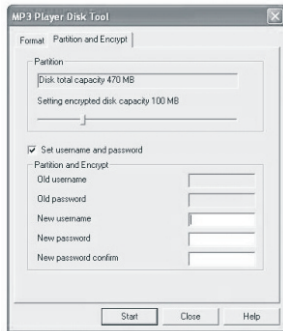 MP3 Player Disk Tool
Format Partition and Encrypt
Partition
Disk total capacity 470 MB
Setting encrypted disk capacity 100 MB
Set username and password
Partition and Encrypt
Old username
Old password
New username
New password
New password confirm
Start Close Help